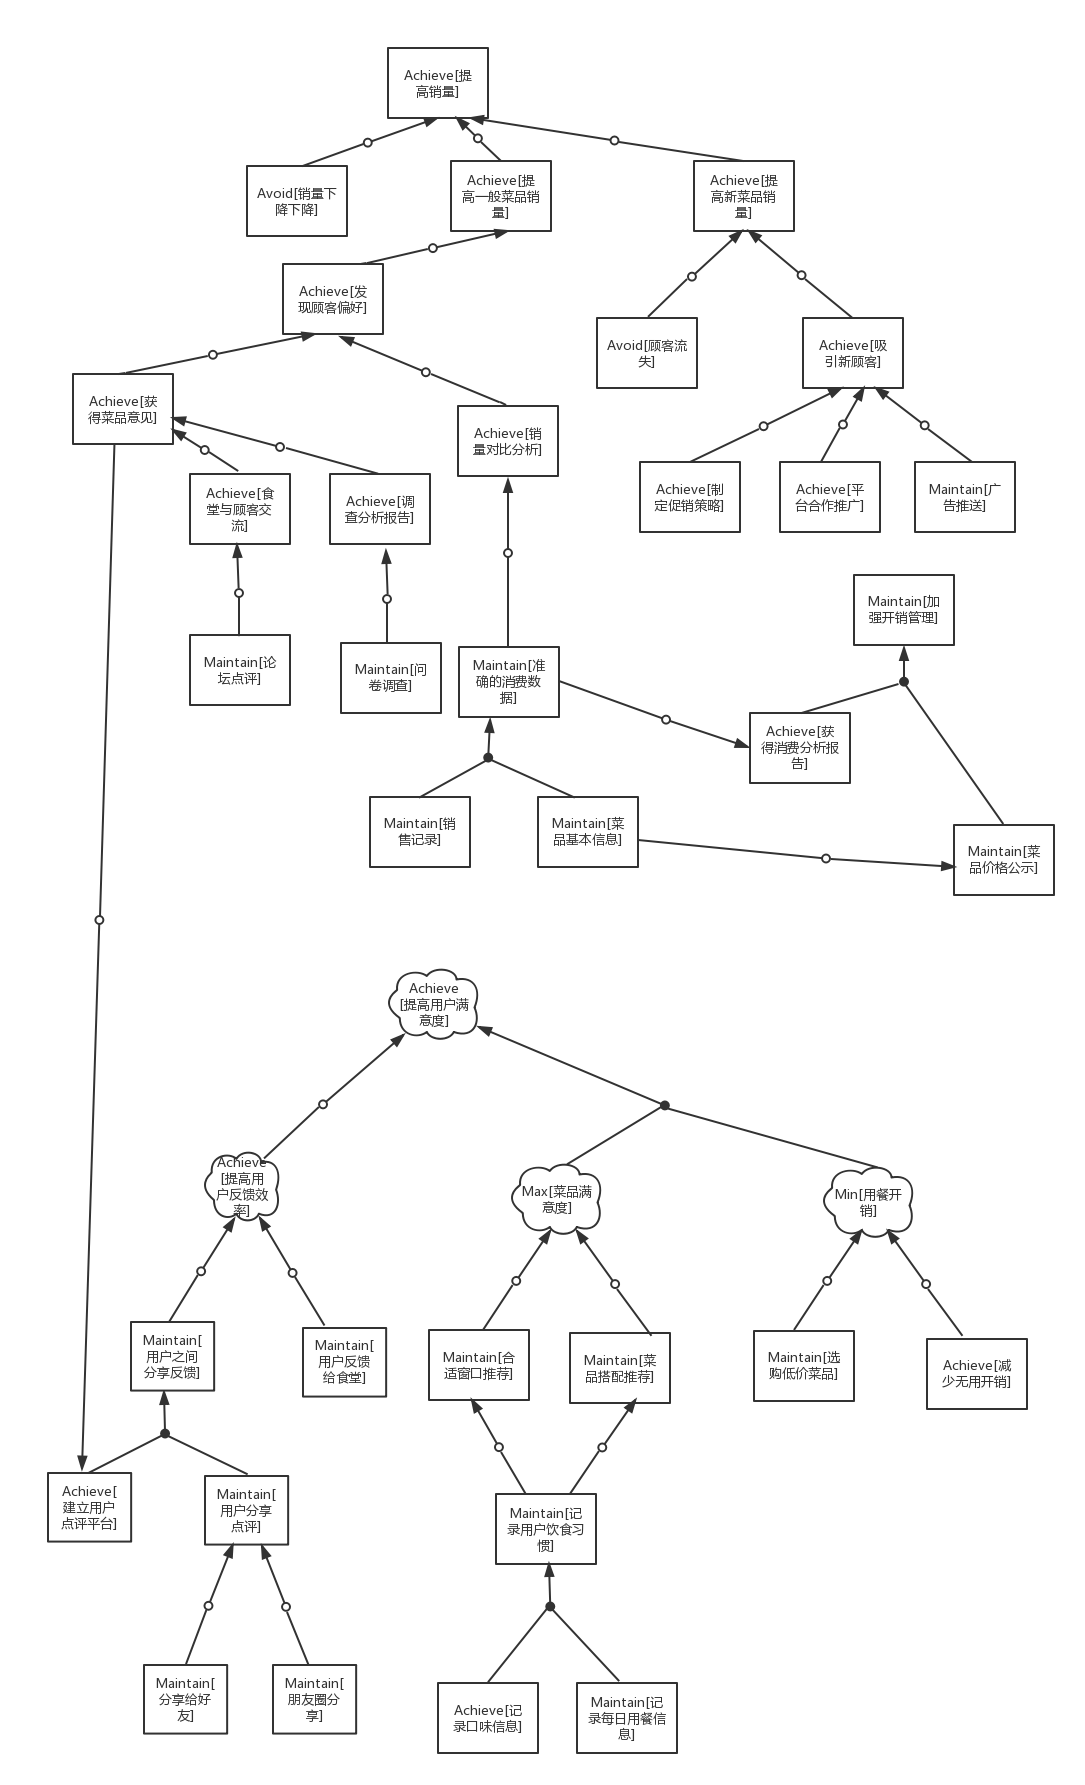 Achieve[提
高销量]
Avoid[销量下
降下降]
Achieve[提
高一般菜品销
量]
Achieve[提
高新菜品销
量]
Achieve[发
现顾客偏好]
Avoid[顾客流
失]
Achieve[吸
引新顾客]
Achieve[获
得菜品意见]
Achieve[销
量对比分析]
Achieve[食
堂与顾客交
流]
Achieve[调
查分析报告]
Achieve[制
定促销策略]
Achieve[平
台合作推广]
Maintain[广
告推送]
Maintain[加
强开销管理]
Maintain[论
坛点评]
Maintain[问
卷调查]
Maintain[准
确的消费数
据]
Achieve[获
得消费分析报
告]
Maintain[销
售记录]
Maintain[菜
品基本信息]
Maintain[菜
品价格公示]
Achieve
[提高用户满
意度]
Achieve
[提高用
户反馈效
率]
Max[菜品满
意度]
Min[用餐开
销]
Maintain[
用户之间
分享反馈]
Maintain[
用户反馈
给食堂]
Maintain[合
适窗口推荐]
Maintain[菜
品搭配推荐]
Maintain[选
购低价菜品]
Achieve[减
少无用开销]
Achieve[
建立用户
点评平台]
Maintain[
用户分享
点评]
Maintain[记
录用户饮食习
惯]
Maintain[
分享给好
友]
Maintain[
朋友圈分
享]
Achieve[记
录口味信息]
Maintain[记
录每日用餐信
息]